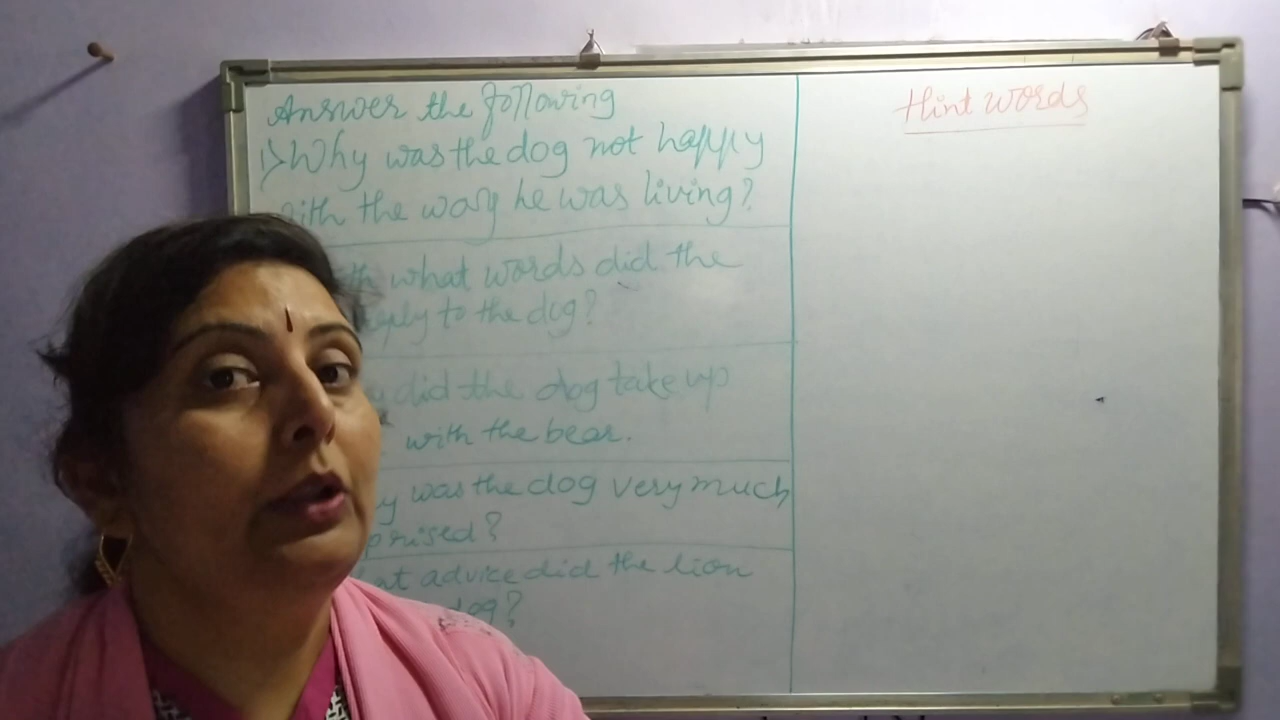 Answer the following
1> Why was the dog not happy
with the way he was living?
what words did the
reply to the dog?
did the dog take up
with the bear.
was the dog very much
prised?
advice did the lion
dog?
Hint words